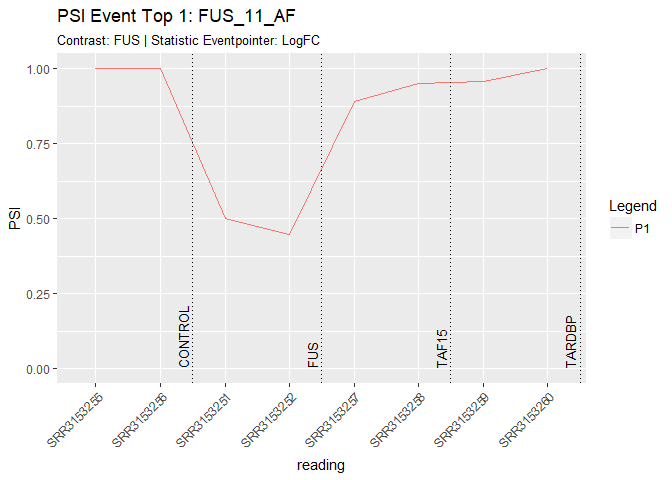 PSI Event Top 1: FUS_11_AF
Contrast: FUS | Statistic Eventpointer: LogFC
1.00
0.75
0.50
0.25
0.00
PSI
CONTROL
FUS
TAF15
TARDBP
SRR3153255
SRR3153256
SRR3153251
SRR3153252
SRR3153257
SRR3153258
SRR3153259
SRR3153260
reading
Legend
P1